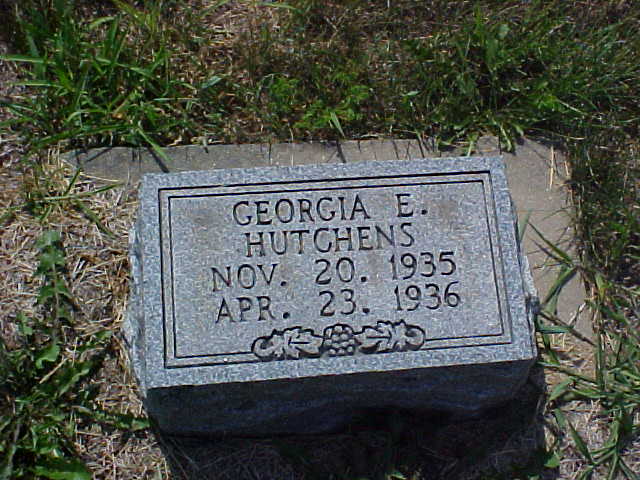 GEORGIA E.
HUTCHENS
NOV. 20. 1935
APR. 23. 1936